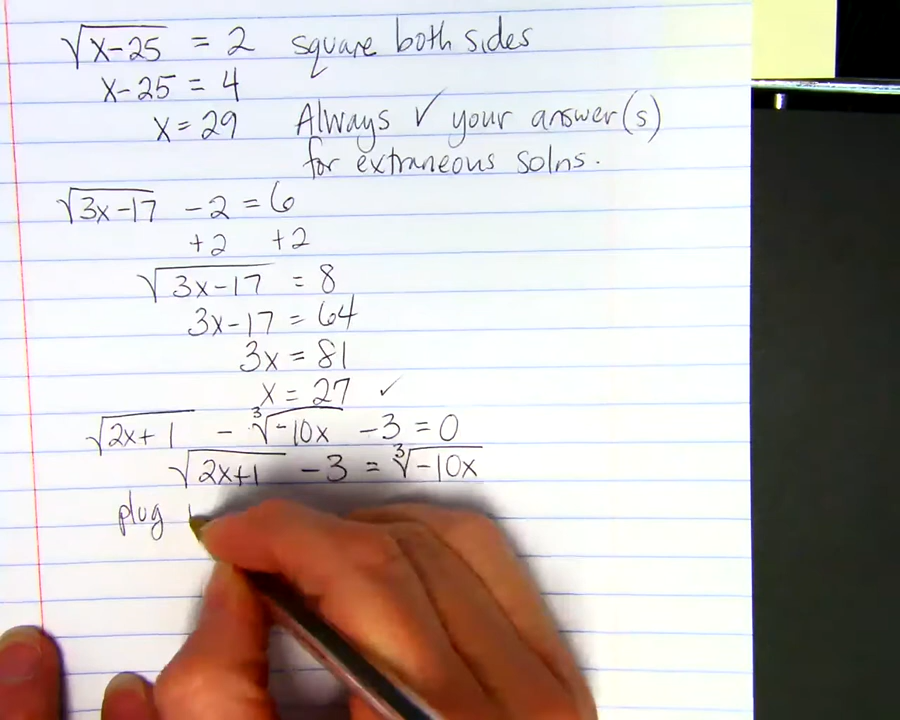 √x-25 = 2 square both sides
x-25 = 4
x = 29 Always ✓ your answer(s)
for extraneous solns.
√3x-17 - 2 = 6
+2 +2
√3x-17 = 8
3x-17 = 64
3x = 81
x = 27 ✓
√2x+1 - ³√-10x - 3 = 0
√2x+1 - 3 = ³√-10x
plug